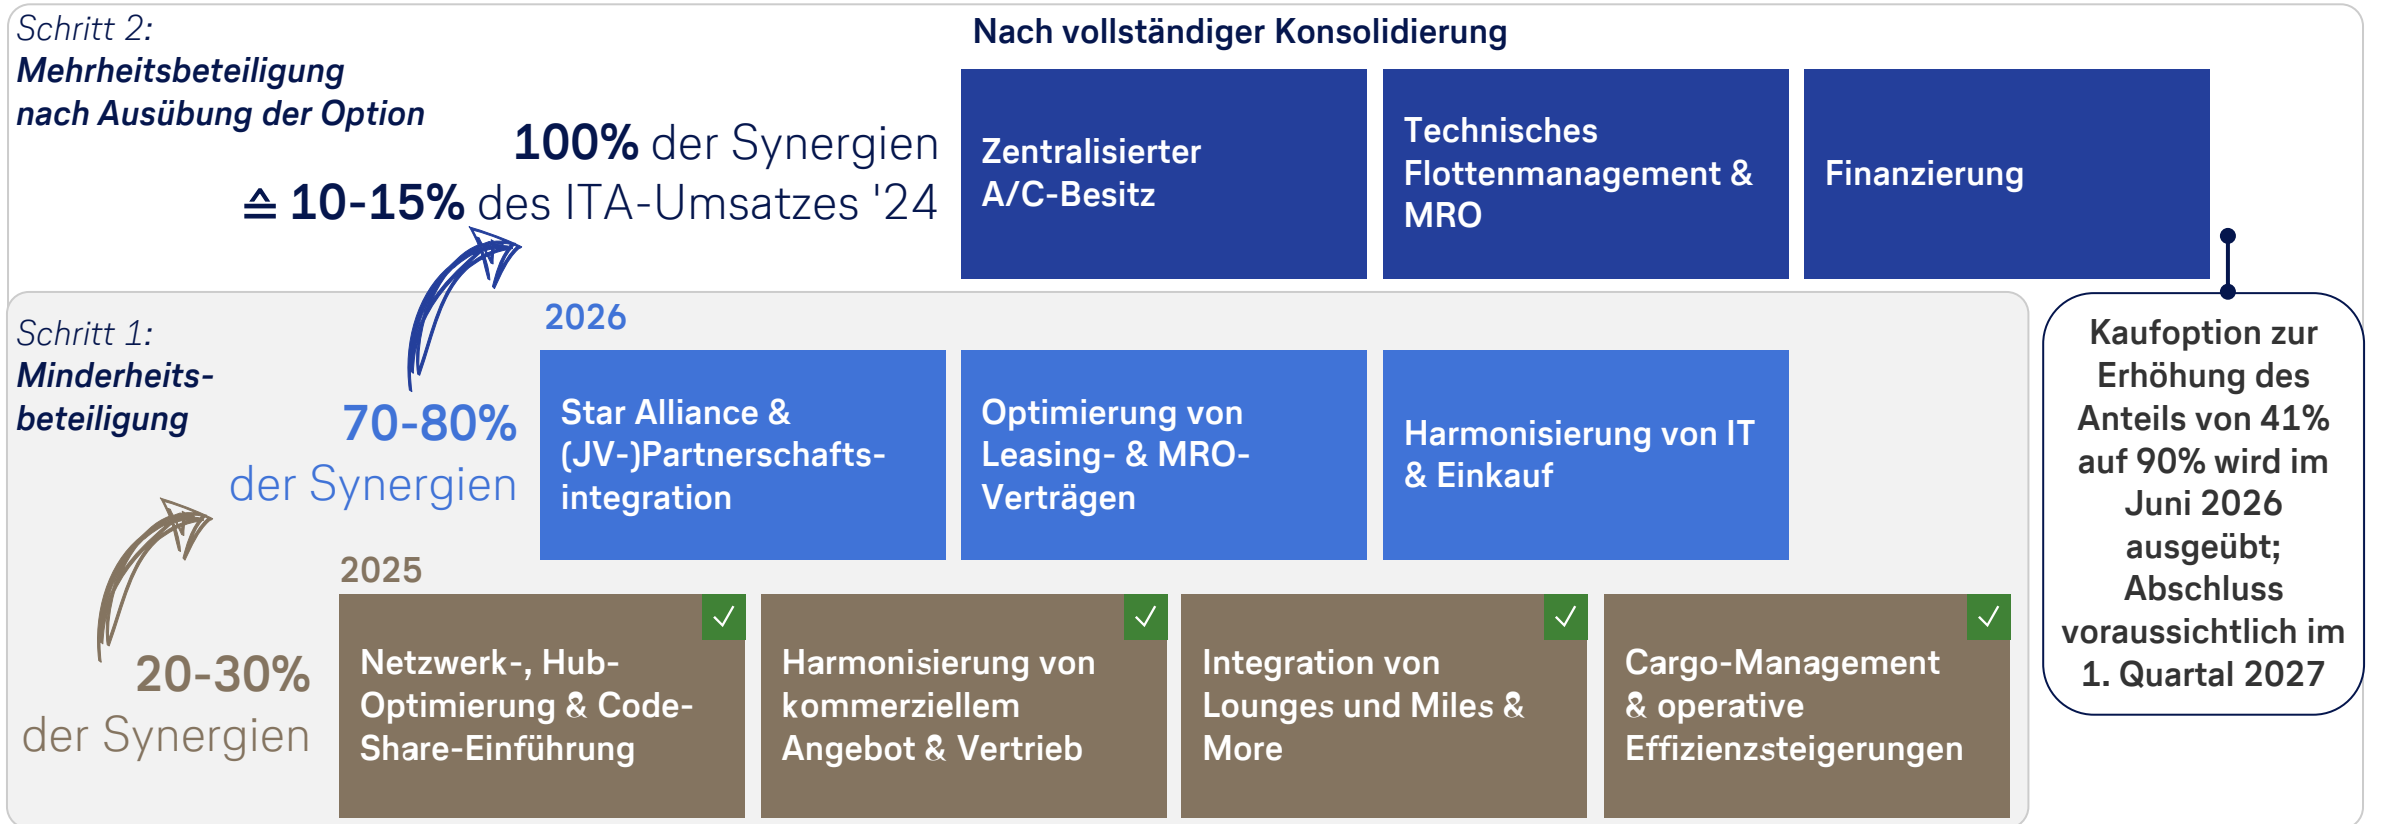 Schritt 2:
Mehrheitsbeteiligung
nach Ausübung der Option
100% der Synergien
≙ 10-15% des ITA-Umsatzes '24
Nach vollständiger Konsolidierung
Zentralisierter
A/C-Besitz
Technisches
Flottenmanagement &
MRO
Finanzierung
Schritt 1:
Minderheits-
beteiligung
70-80%
der Synergien
2026
Star Alliance &
(JV-)Partnerschafts-
integration
Optimierung von
Leasing- & MRO-
Verträgen
Harmonisierung von IT
& Einkauf
20-30%
der Synergien
2025
Netzwerk-, Hub-
Optimierung & Code-
Share-Einführung
Harmonisierung von
kommerziellem
Angebot & Vertrieb
Integration von
Lounges und Miles &
More
Cargo-Management
& operative
Effizienzsteigerungen
Kaufoption zur
Erhöhung des
Anteils von 41%
auf 90% wird im
Juni 2026
ausgeübt;
Abschluss
voraussichtlich im
1. Quartal 2027